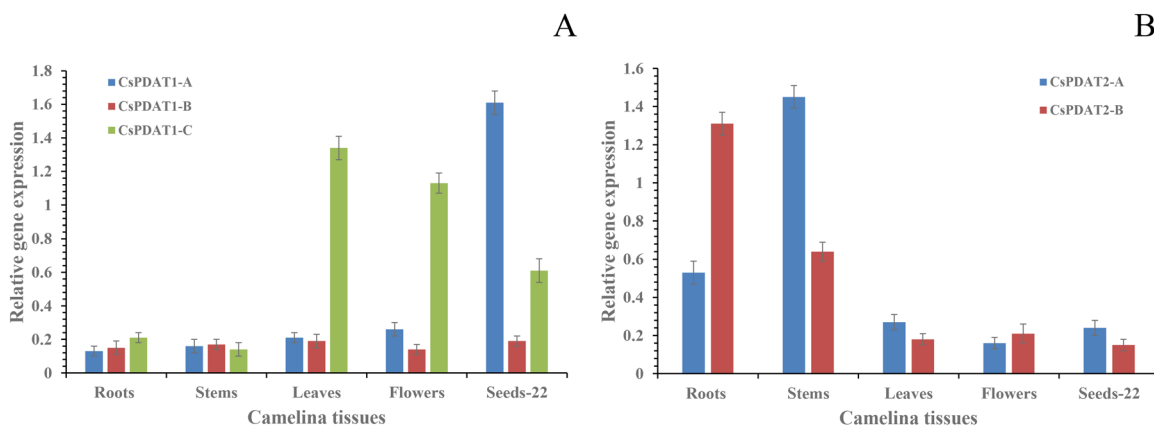 A
CsPDAT1-A
CsPDAT1-B
CsPDAT1-C
Relative gene expression
1.8
1.6
1.4
1.2
1
0.8
0.6
0.4
0.2
0
Roots Stems Leaves Flowers Seeds-22
Camelina tissues
B
CsPDAT2-A
CsPDAT2-B
Relative gene expression
1.6
1.4
1.2
1
0.8
0.6
0.4
0.2
0
Roots Stems Leaves Flowers Seeds-22
Camelina tissues